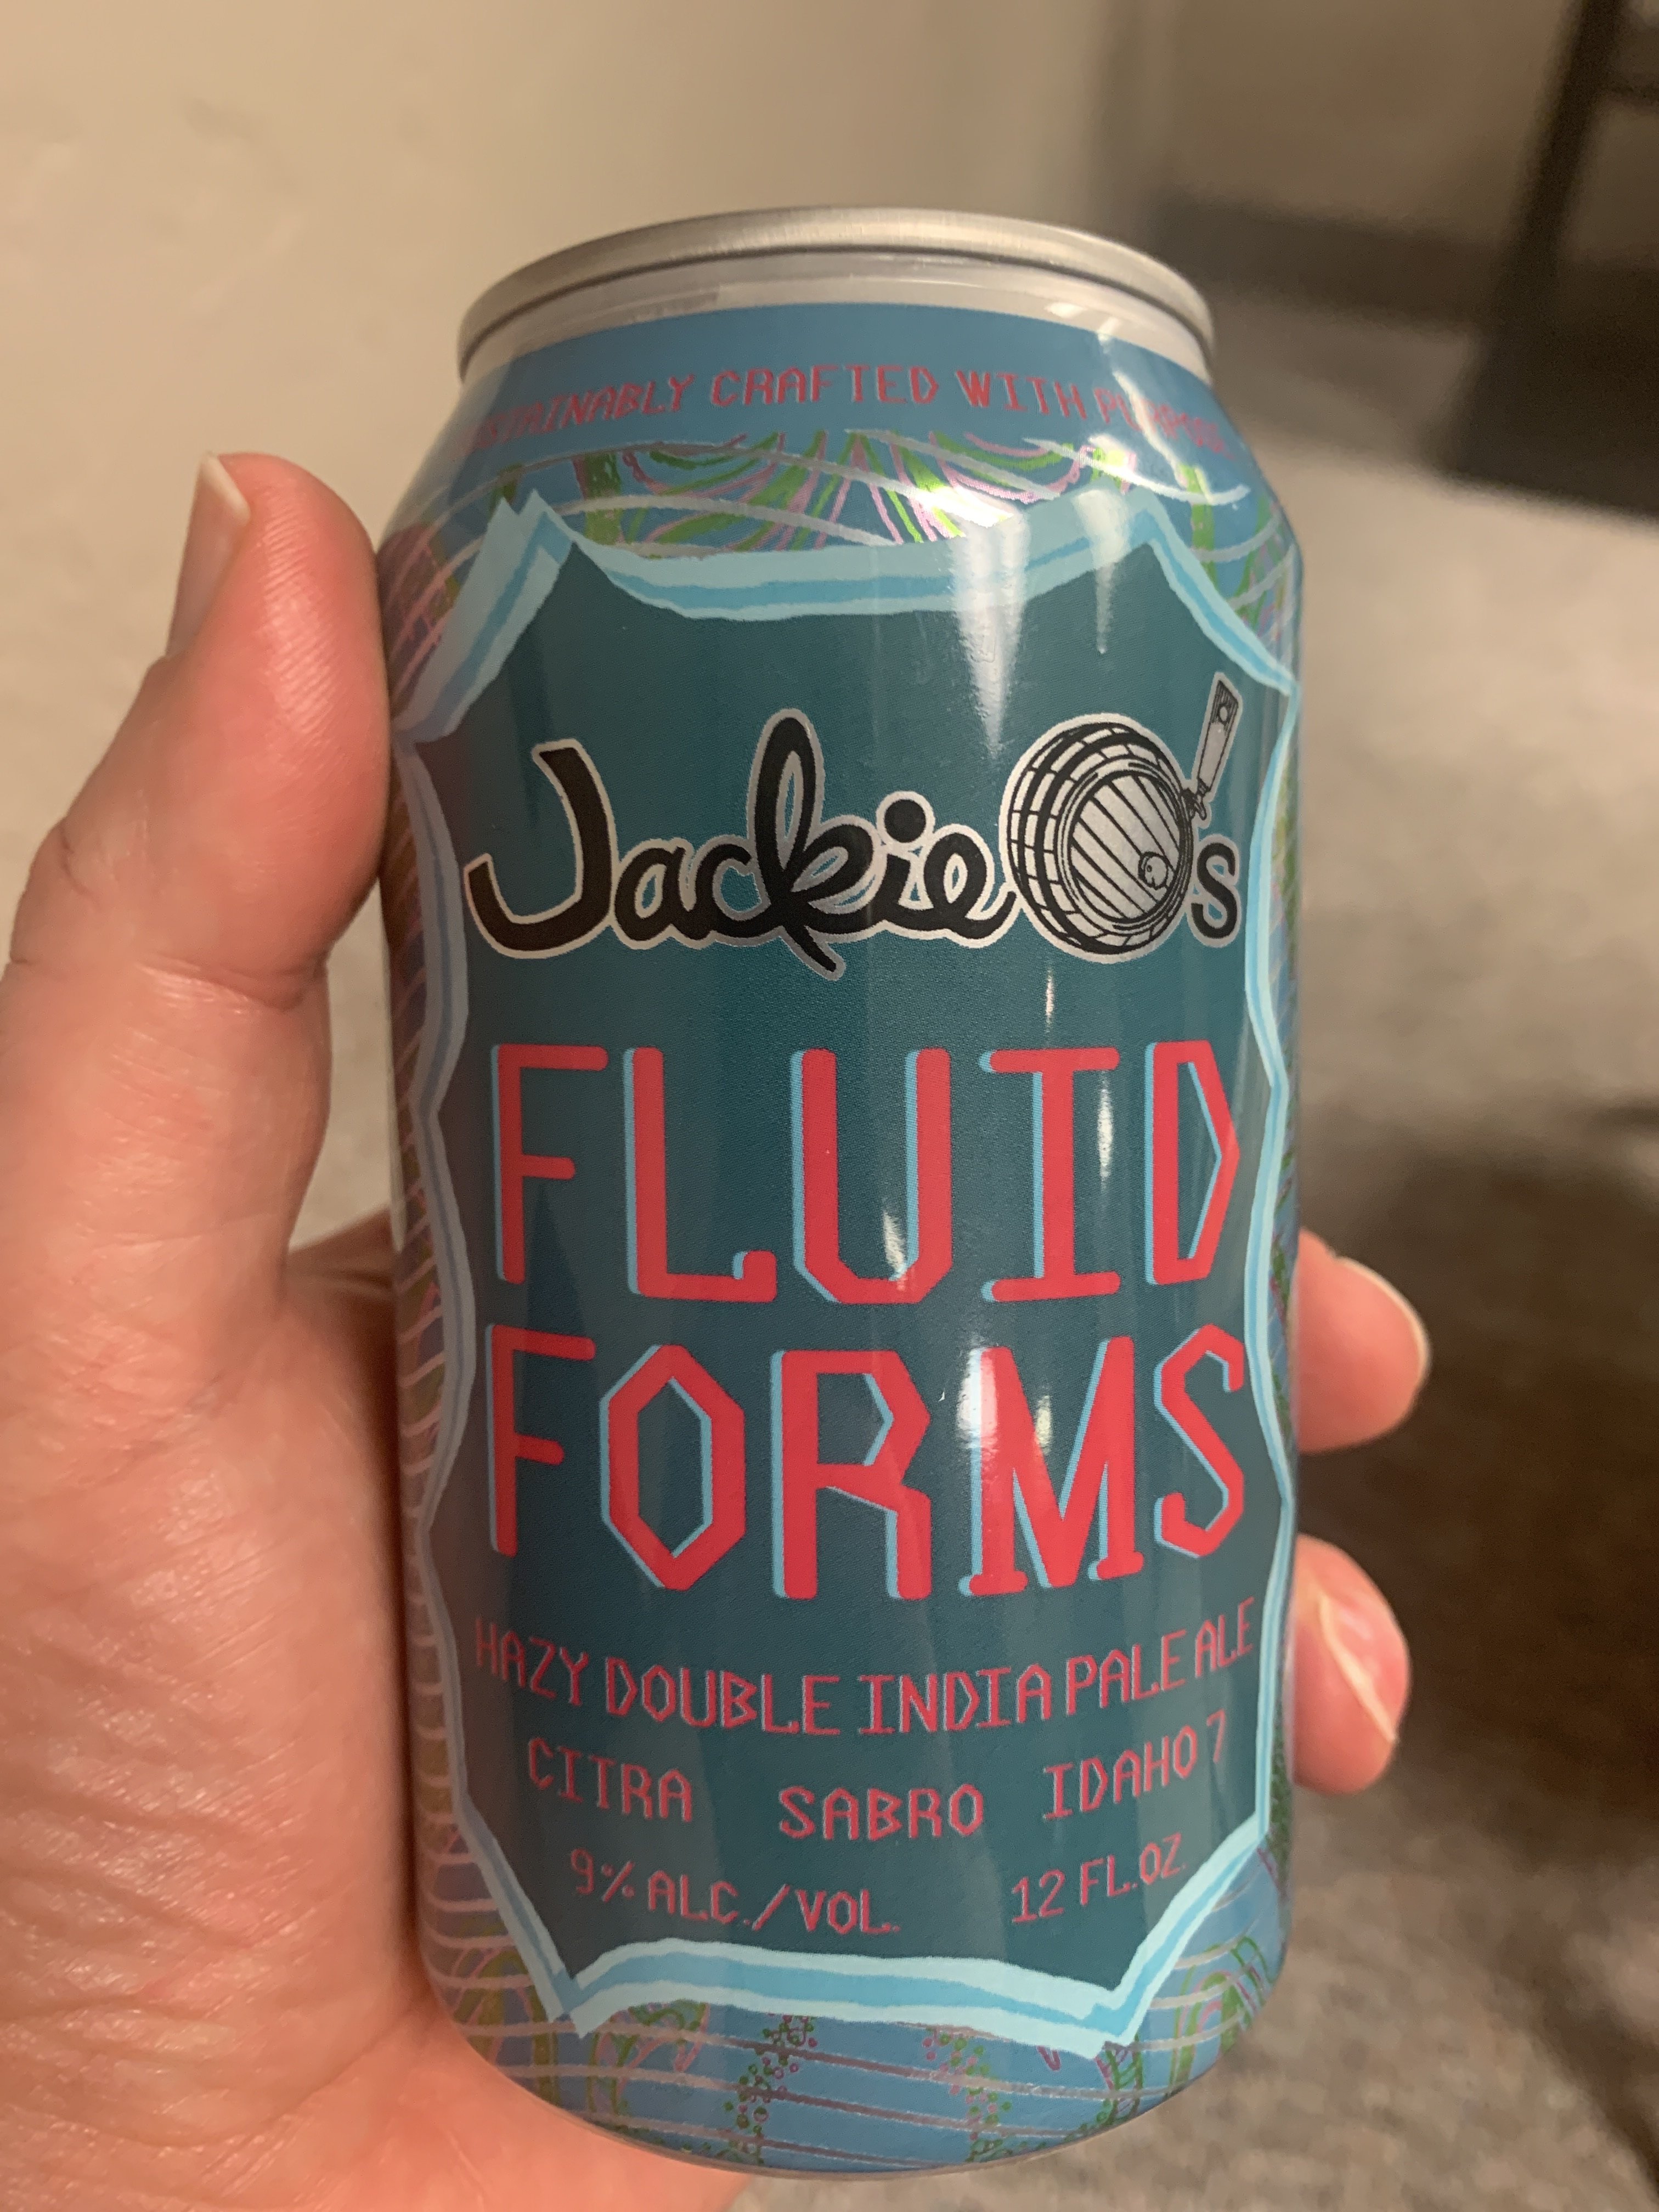 CRAFTED WITH PURPOSE
Jackie O's
FLUID
FORMS
HAZY DOUBLE INDIA PALE ALE
CITRA SABRO IDAHO 7
9% ALC./VOL. 12 FL.OZ.